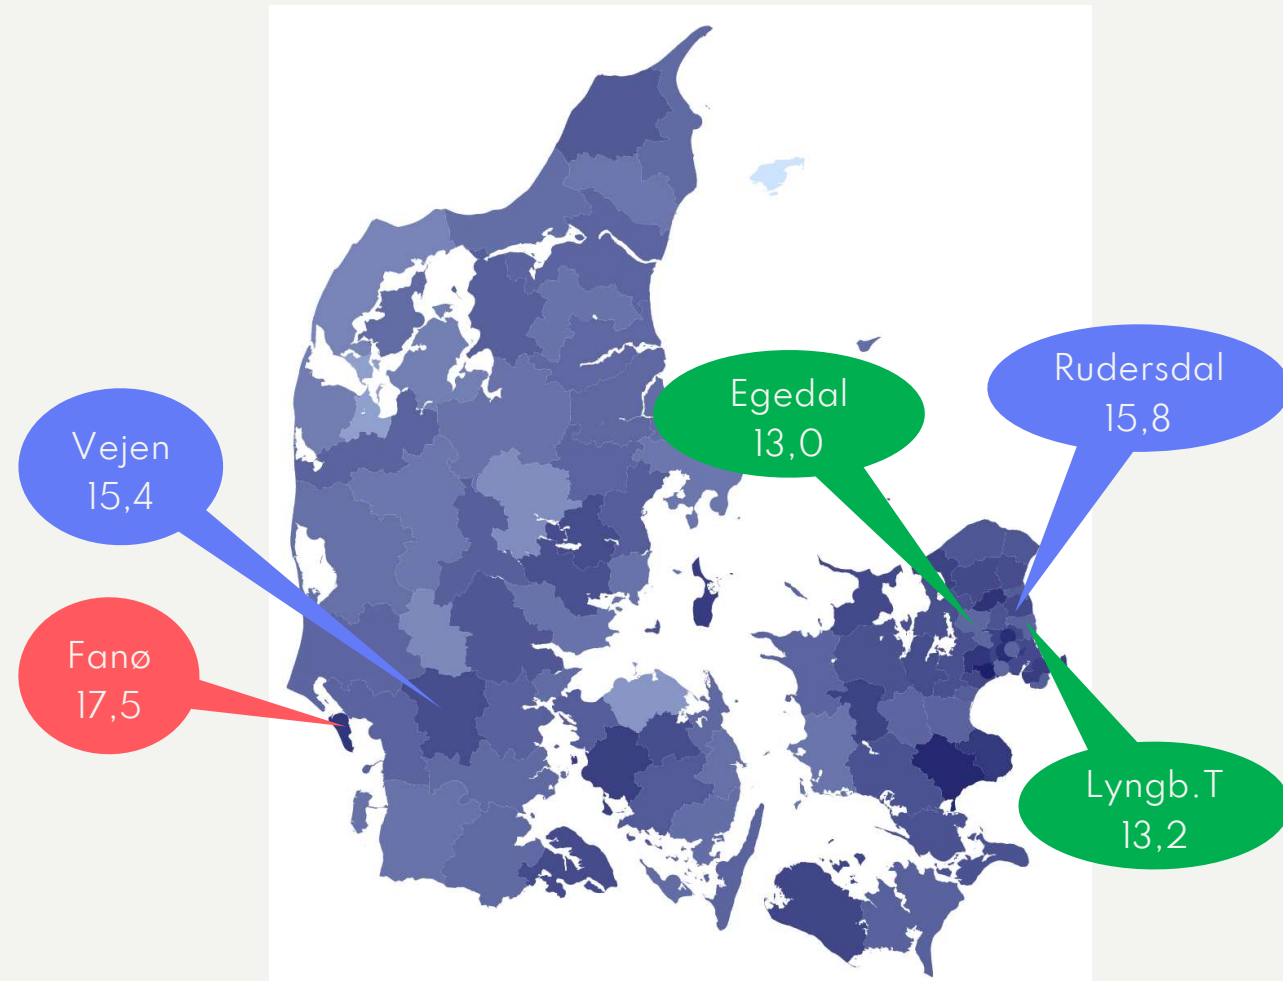 Rudersdal
15,8
Egedal
13,0
Vejen
15,4
Fanø
17,5
Lyngb.T
13,2